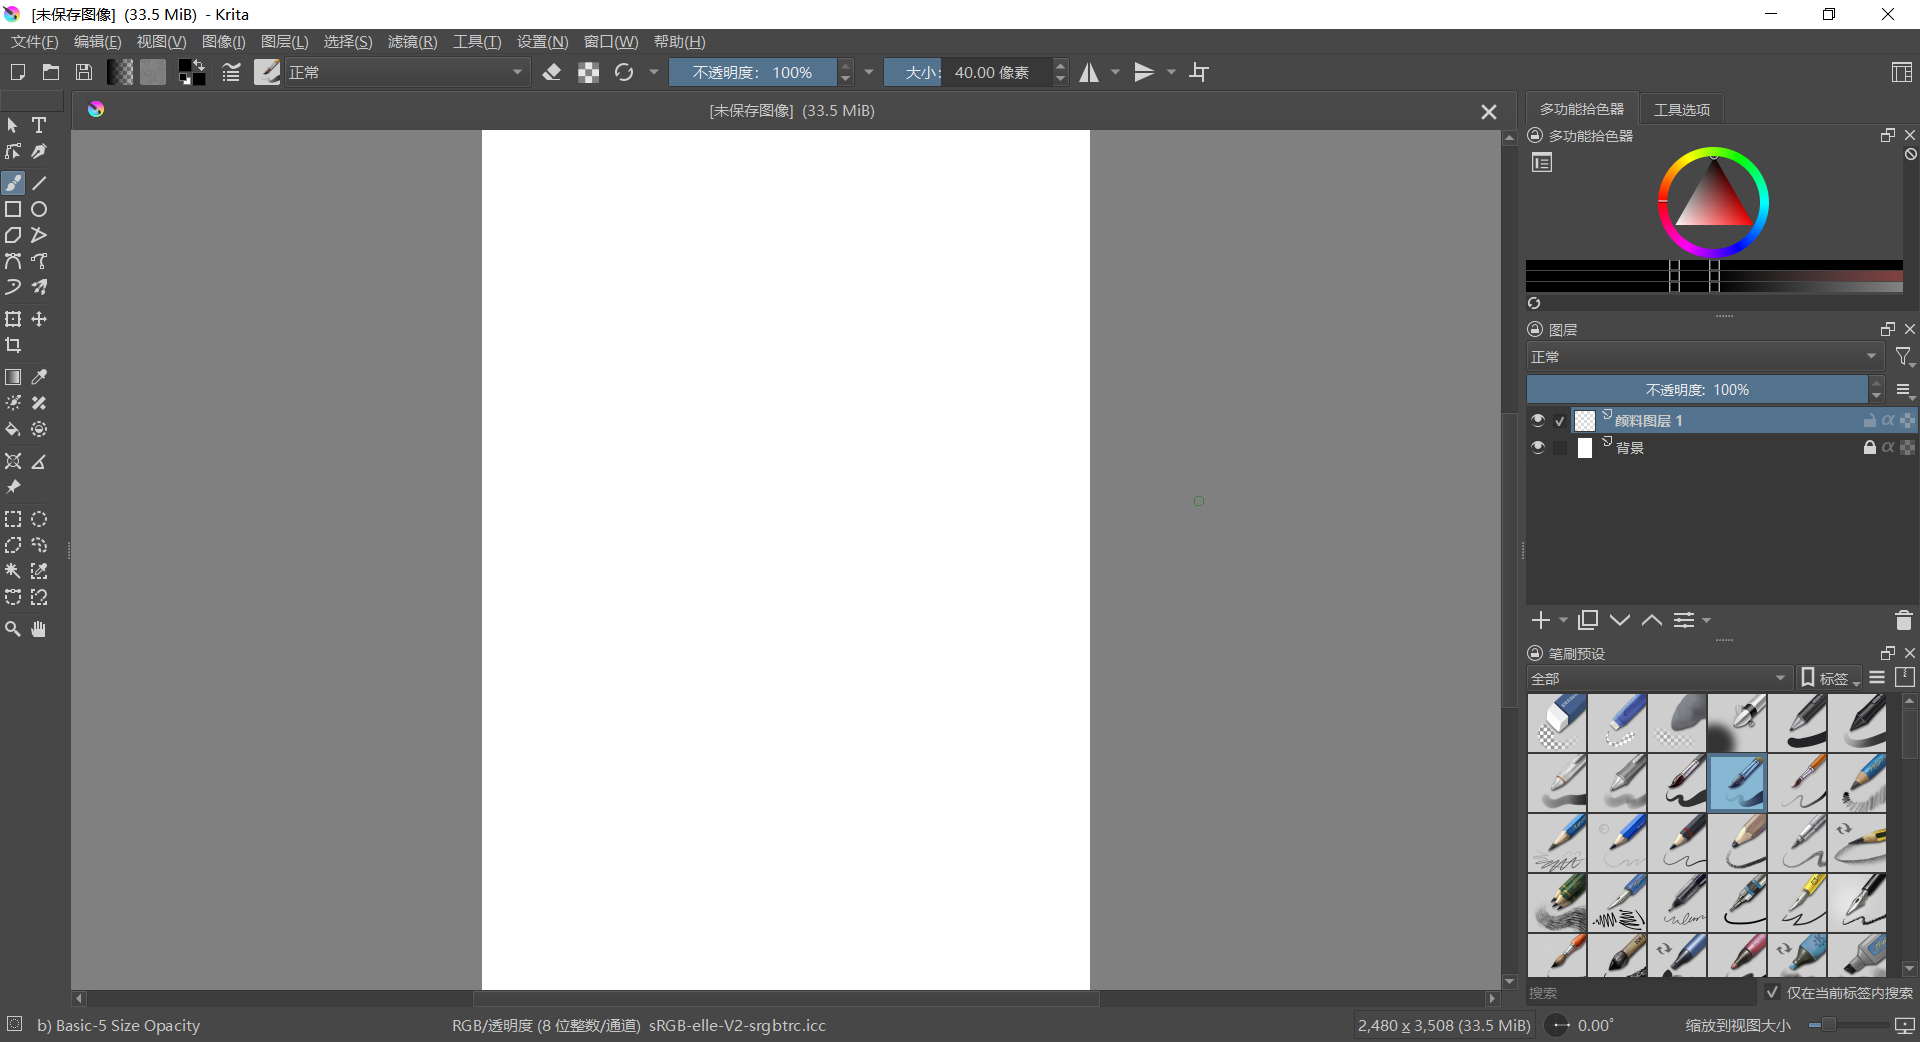 [未保存图像] (33.5 MiB) - Krita
文件(F) 编辑(E) 视图(V) 图像(I) 图层(L) 选择(S) 滤镜(R) 工具(T) 设置(N) 窗口(W) 帮助(H)
正常 不透明度: 100% 大小: 40.00 像素
[未保存图像] (33.5 MiB)
多功能拾色器 工具选项
多功能拾色器
图层
正常
不透明度: 100%
颜料图层 1
背景
笔刷预设
全部 标签
搜索 仅在当前标签内搜索
b) Basic-5 Size Opacity RGB/透明度 (8 位整数/通道) sRGB-elle-V2-srgbtrc.icc 2,480 x 3,508 (33.5 MiB) 0.00° 缩放到视图大小